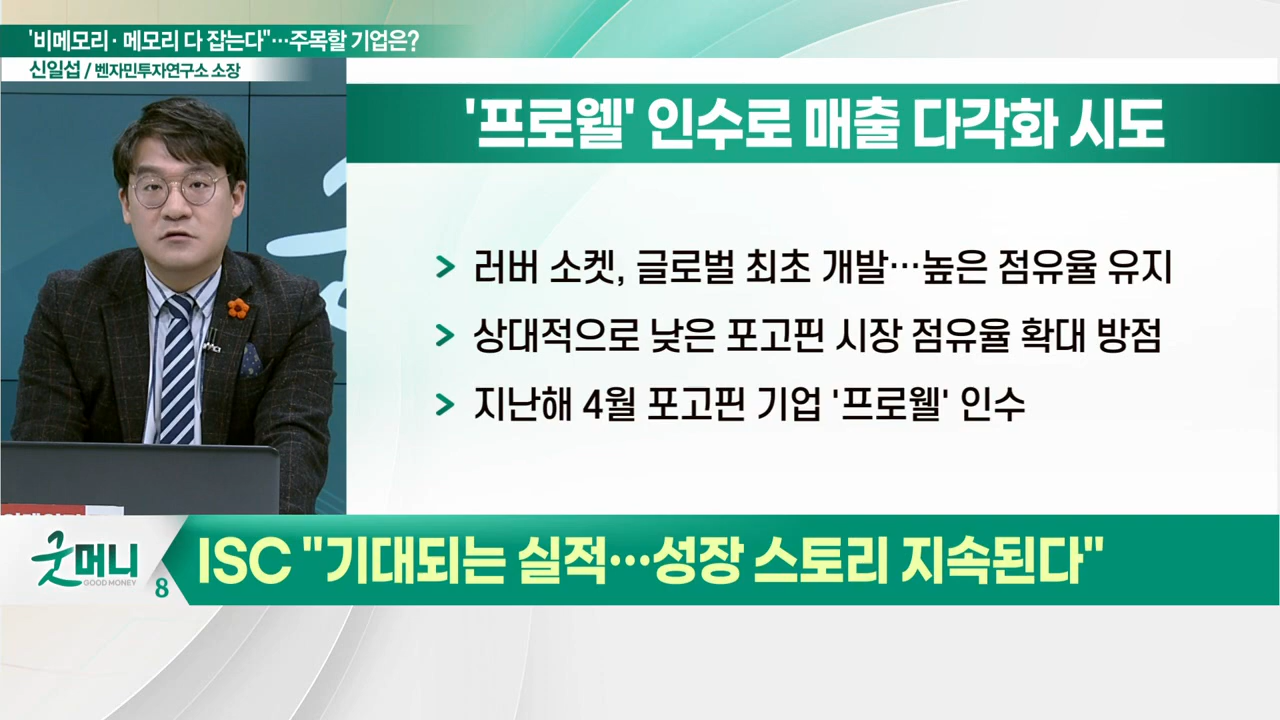 '비메모리· 메모리 다 잡는다"…주목할 기업은?
신일섭 / 벤자민투자연구소 소장
'프로웰' 인수로 매출 다각화 시도
> 러버 소켓, 글로벌 최초 개발…높은 점유율 유지
> 상대적으로 낮은 포고핀 시장 점유율 확대 방점
> 지난해 4월 포고핀 기업 '프로웰' 인수
굿머니
GOOD MONEY
8
ISC "기대되는 실적…성장 스토리 지속된다"